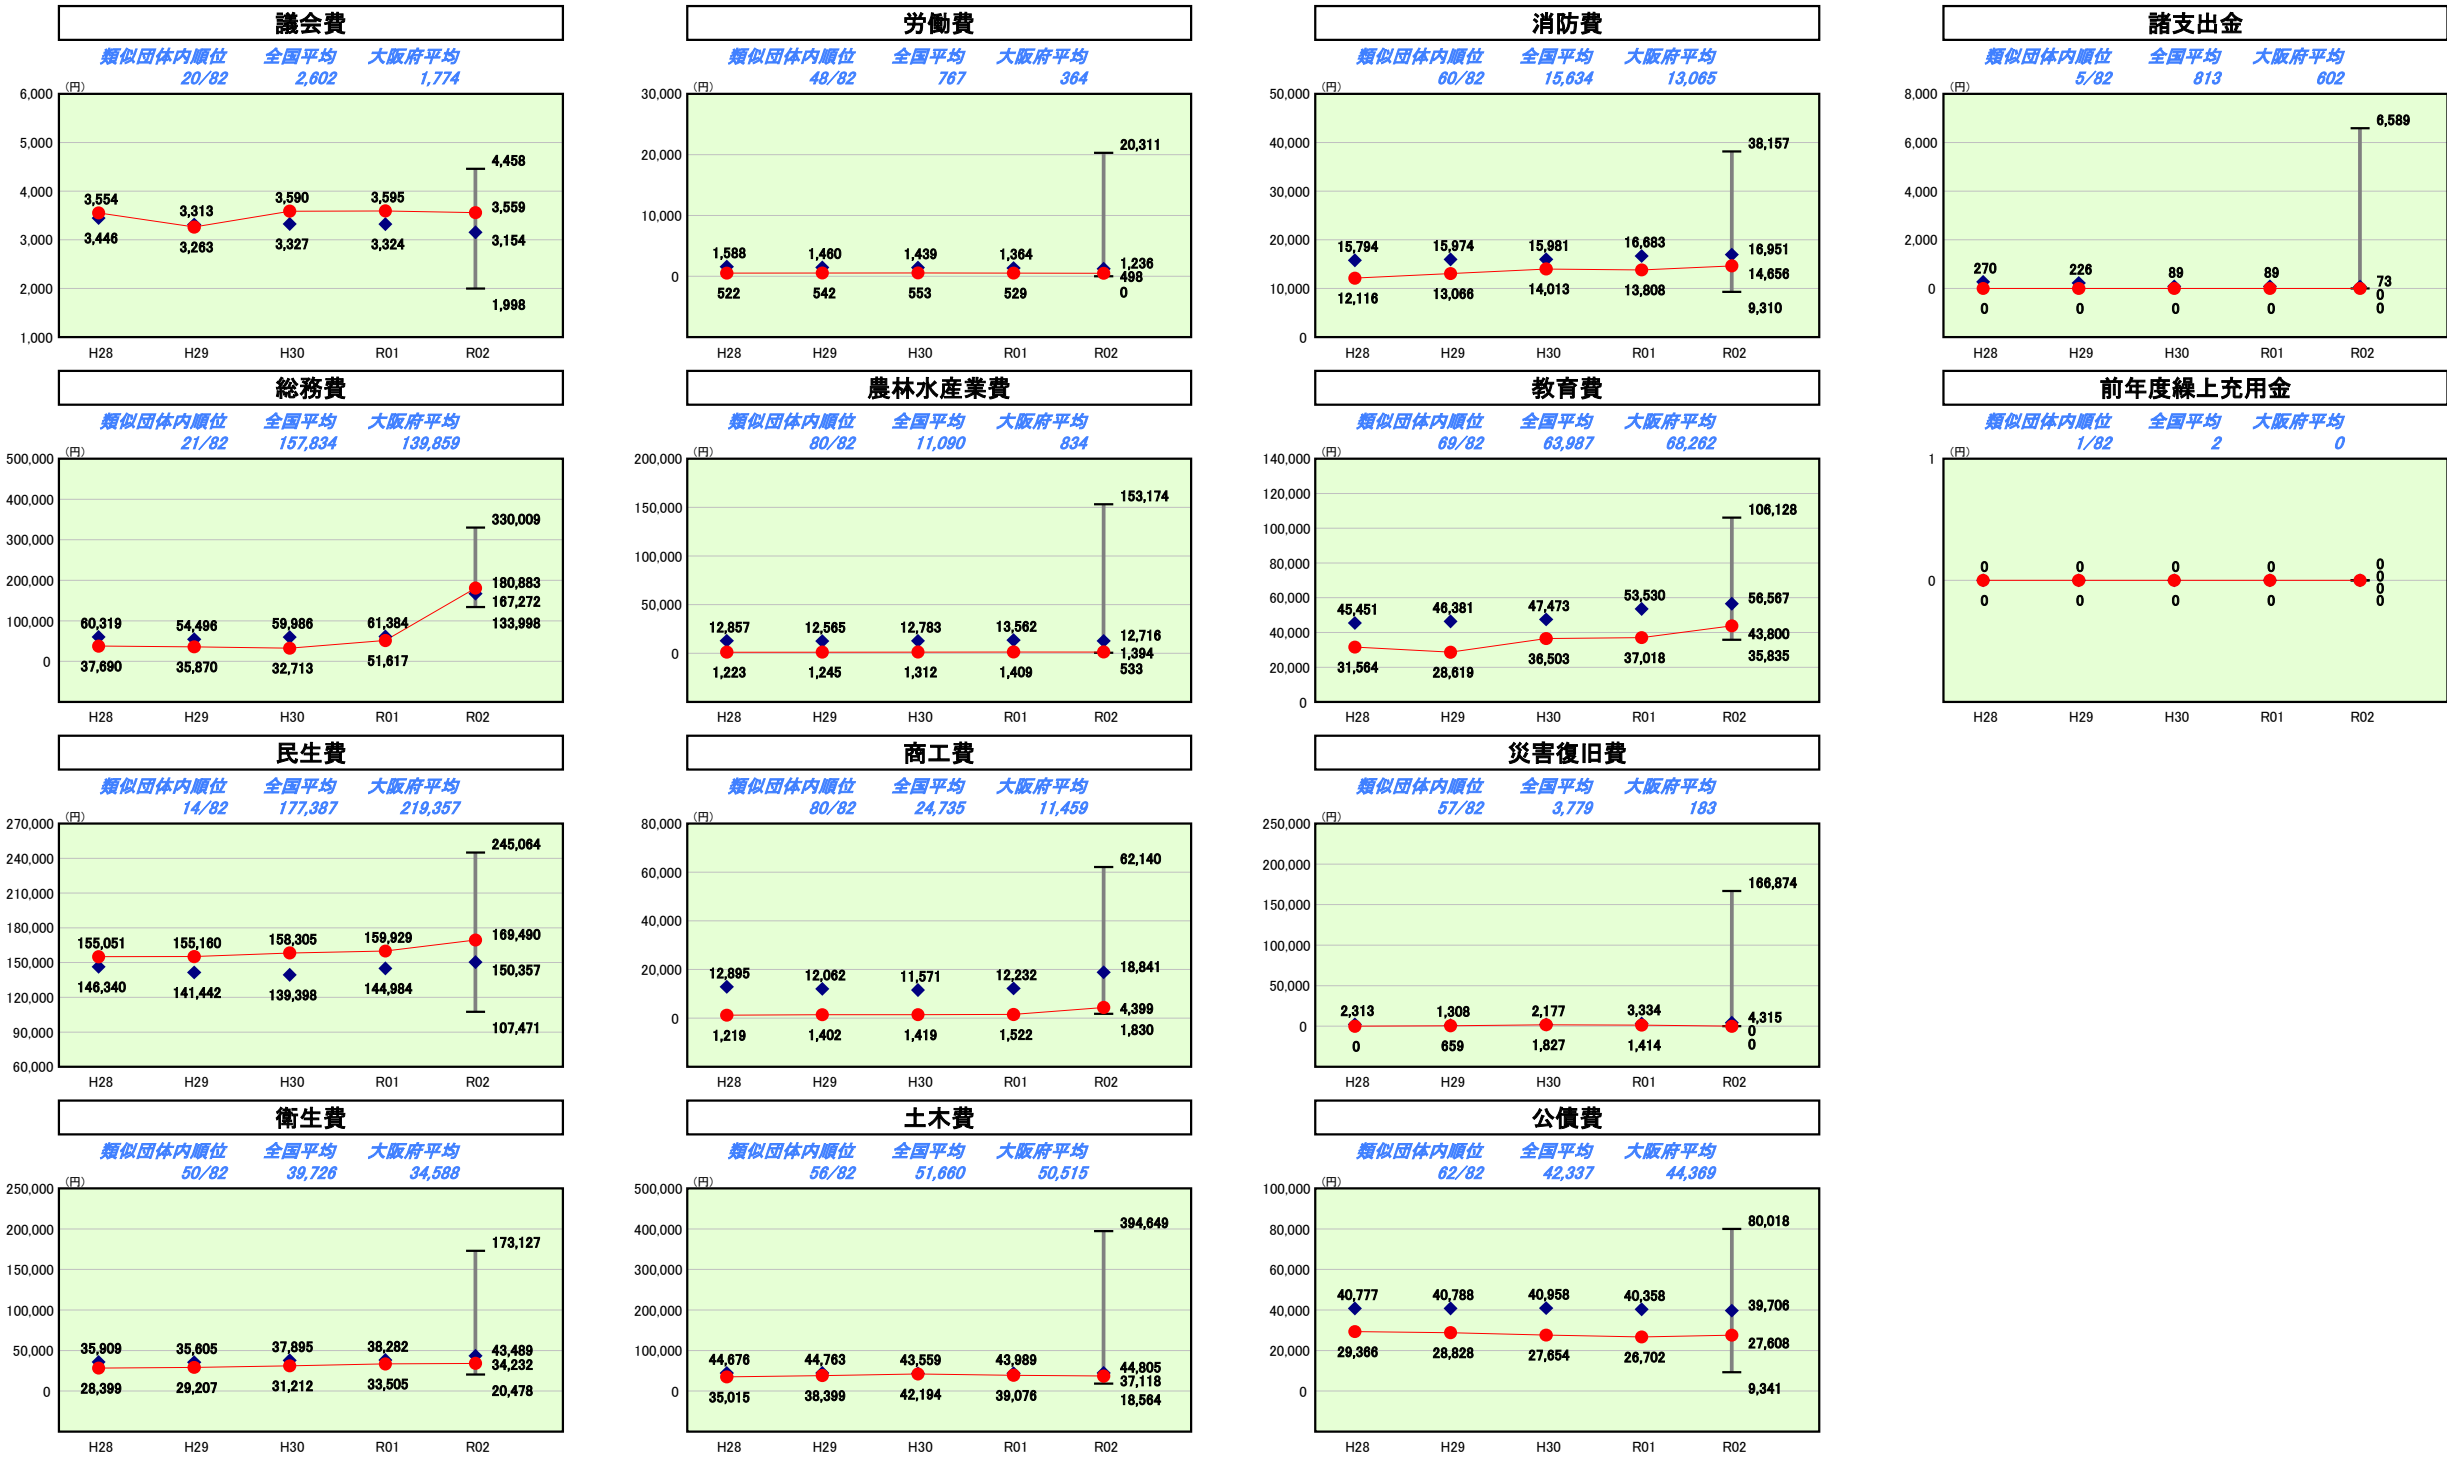 議会費
類似団体内順位 全国平均 大阪府平均
20/82 2,602 1,774
(円)
6,000
5,000
4,000
3,000
2,000
1,000
3,554 3,313 3,590 3,595 4,458
3,559
3,446 3,263 3,327 3,324 3,154
1,998
H28 H29 H30 R01 R02
労働費
類似団体内順位 全国平均 大阪府平均
48/82 767 364
(円)
30,000
20,000
10,000
0
20,311
1,588 1,460 1,439 1,364 1,236
498
522 542 553 529 0
H28 H29 H30 R01 R02
消防費
類似団体内順位 全国平均 大阪府平均
60/82 15,634 13,065
(円)
50,000
40,000
30,000
20,000
10,000
0
38,157
15,794 15,974 15,981 16,683 16,951
12,116 13,066 14,013 13,808 14,656
9,310
H28 H29 H30 R01 R02
諸支出金
類似団体内順位 全国平均 大阪府平均
5/82 813 602
(円)
8,000
6,000
4,000
2,000
0
6,589
270 226 89 89 73
0
0 0 0 0 0
H28 H29 H30 R01 R02
総務費
類似団体内順位 全国平均 大阪府平均
21/82 157,834 139,859
(円)
500,000
400,000
300,000
200,000
100,000
0
330,009
180,883
167,272
60,319 54,496 59,986 61,384 133,998
37,690 35,870 32,713 51,617
H28 H29 H30 R01 R02
農林水産業費
類似団体内順位 全国平均 大阪府平均
80/82 11,090 834
(円)
200,000
150,000
100,000
50,000
0
153,174
12,857 12,565 12,783 13,562 12,716
1,394
1,223 1,245 1,312 1,409 533
H28 H29 H30 R01 R02
教育費
類似団体内順位 全国平均 大阪府平均
69/82 63,987 68,262
(円)
140,000
120,000
100,000
80,000
60,000
40,000
20,000
0
106,128
45,451 46,381 47,473 53,530 56,567
43,800
31,564 28,619 36,503 37,018 35,835
H28 H29 H30 R01 R02
前年度繰上充用金
類似団体内順位 全国平均 大阪府平均
1/82 2 0
(円)
1
0
0 0 0 0 0
0
0 0 0 0 0
H28 H29 H30 R01 R02
民生費
類似団体内順位 全国平均 大阪府平均
14/82 177,387 219,357
(円)
270,000
240,000
210,000
180,000
150,000
120,000
90,000
60,000
245,064
155,051 155,160 158,305 159,929 169,490
146,340 141,442 139,398 144,984 150,357
107,471
H28 H29 H30 R01 R02
商工費
類似団体内順位 全国平均 大阪府平均
80/82 24,735 11,459
(円)
80,000
60,000
40,000
20,000
0
62,140
12,895 12,062 11,571 12,232 18,841
4,399
1,219 1,402 1,419 1,522 1,830
H28 H29 H30 R01 R02
災害復旧費
類似団体内順位 全国平均 大阪府平均
57/82 3,779 183
(円)
250,000
200,000
150,000
100,000
50,000
0
166,874
2,313 1,308 2,177 3,334 4,315
0
0 659 1,827 1,414 0
H28 H29 H30 R01 R02
衛生費
類似団体内順位 全国平均 大阪府平均
50/82 39,726 34,588
(円)
250,000
200,000
150,000
100,000
50,000
0
173,127
35,909 35,605 37,895 38,282 43,489
34,232
28,399 29,207 31,212 33,505 20,478
H28 H29 H30 R01 R02
土木費
類似団体内順位 全国平均 大阪府平均
56/82 51,660 50,515
(円)
500,000
400,000
300,000
200,000
100,000
0
394,649
44,676 44,763 43,559 43,989 44,805
37,118
35,015 38,399 42,194 39,076 18,564
H28 H29 H30 R01 R02
公債費
類似団体内順位 全国平均 大阪府平均
62/82 42,337 44,369
(円)
100,000
80,000
60,000
40,000
20,000
0
80,018
40,777 40,788 40,958 40,358 39,706
29,366 28,828 27,654 26,702 27,608
9,341
H28 H29 H30 R01 R02